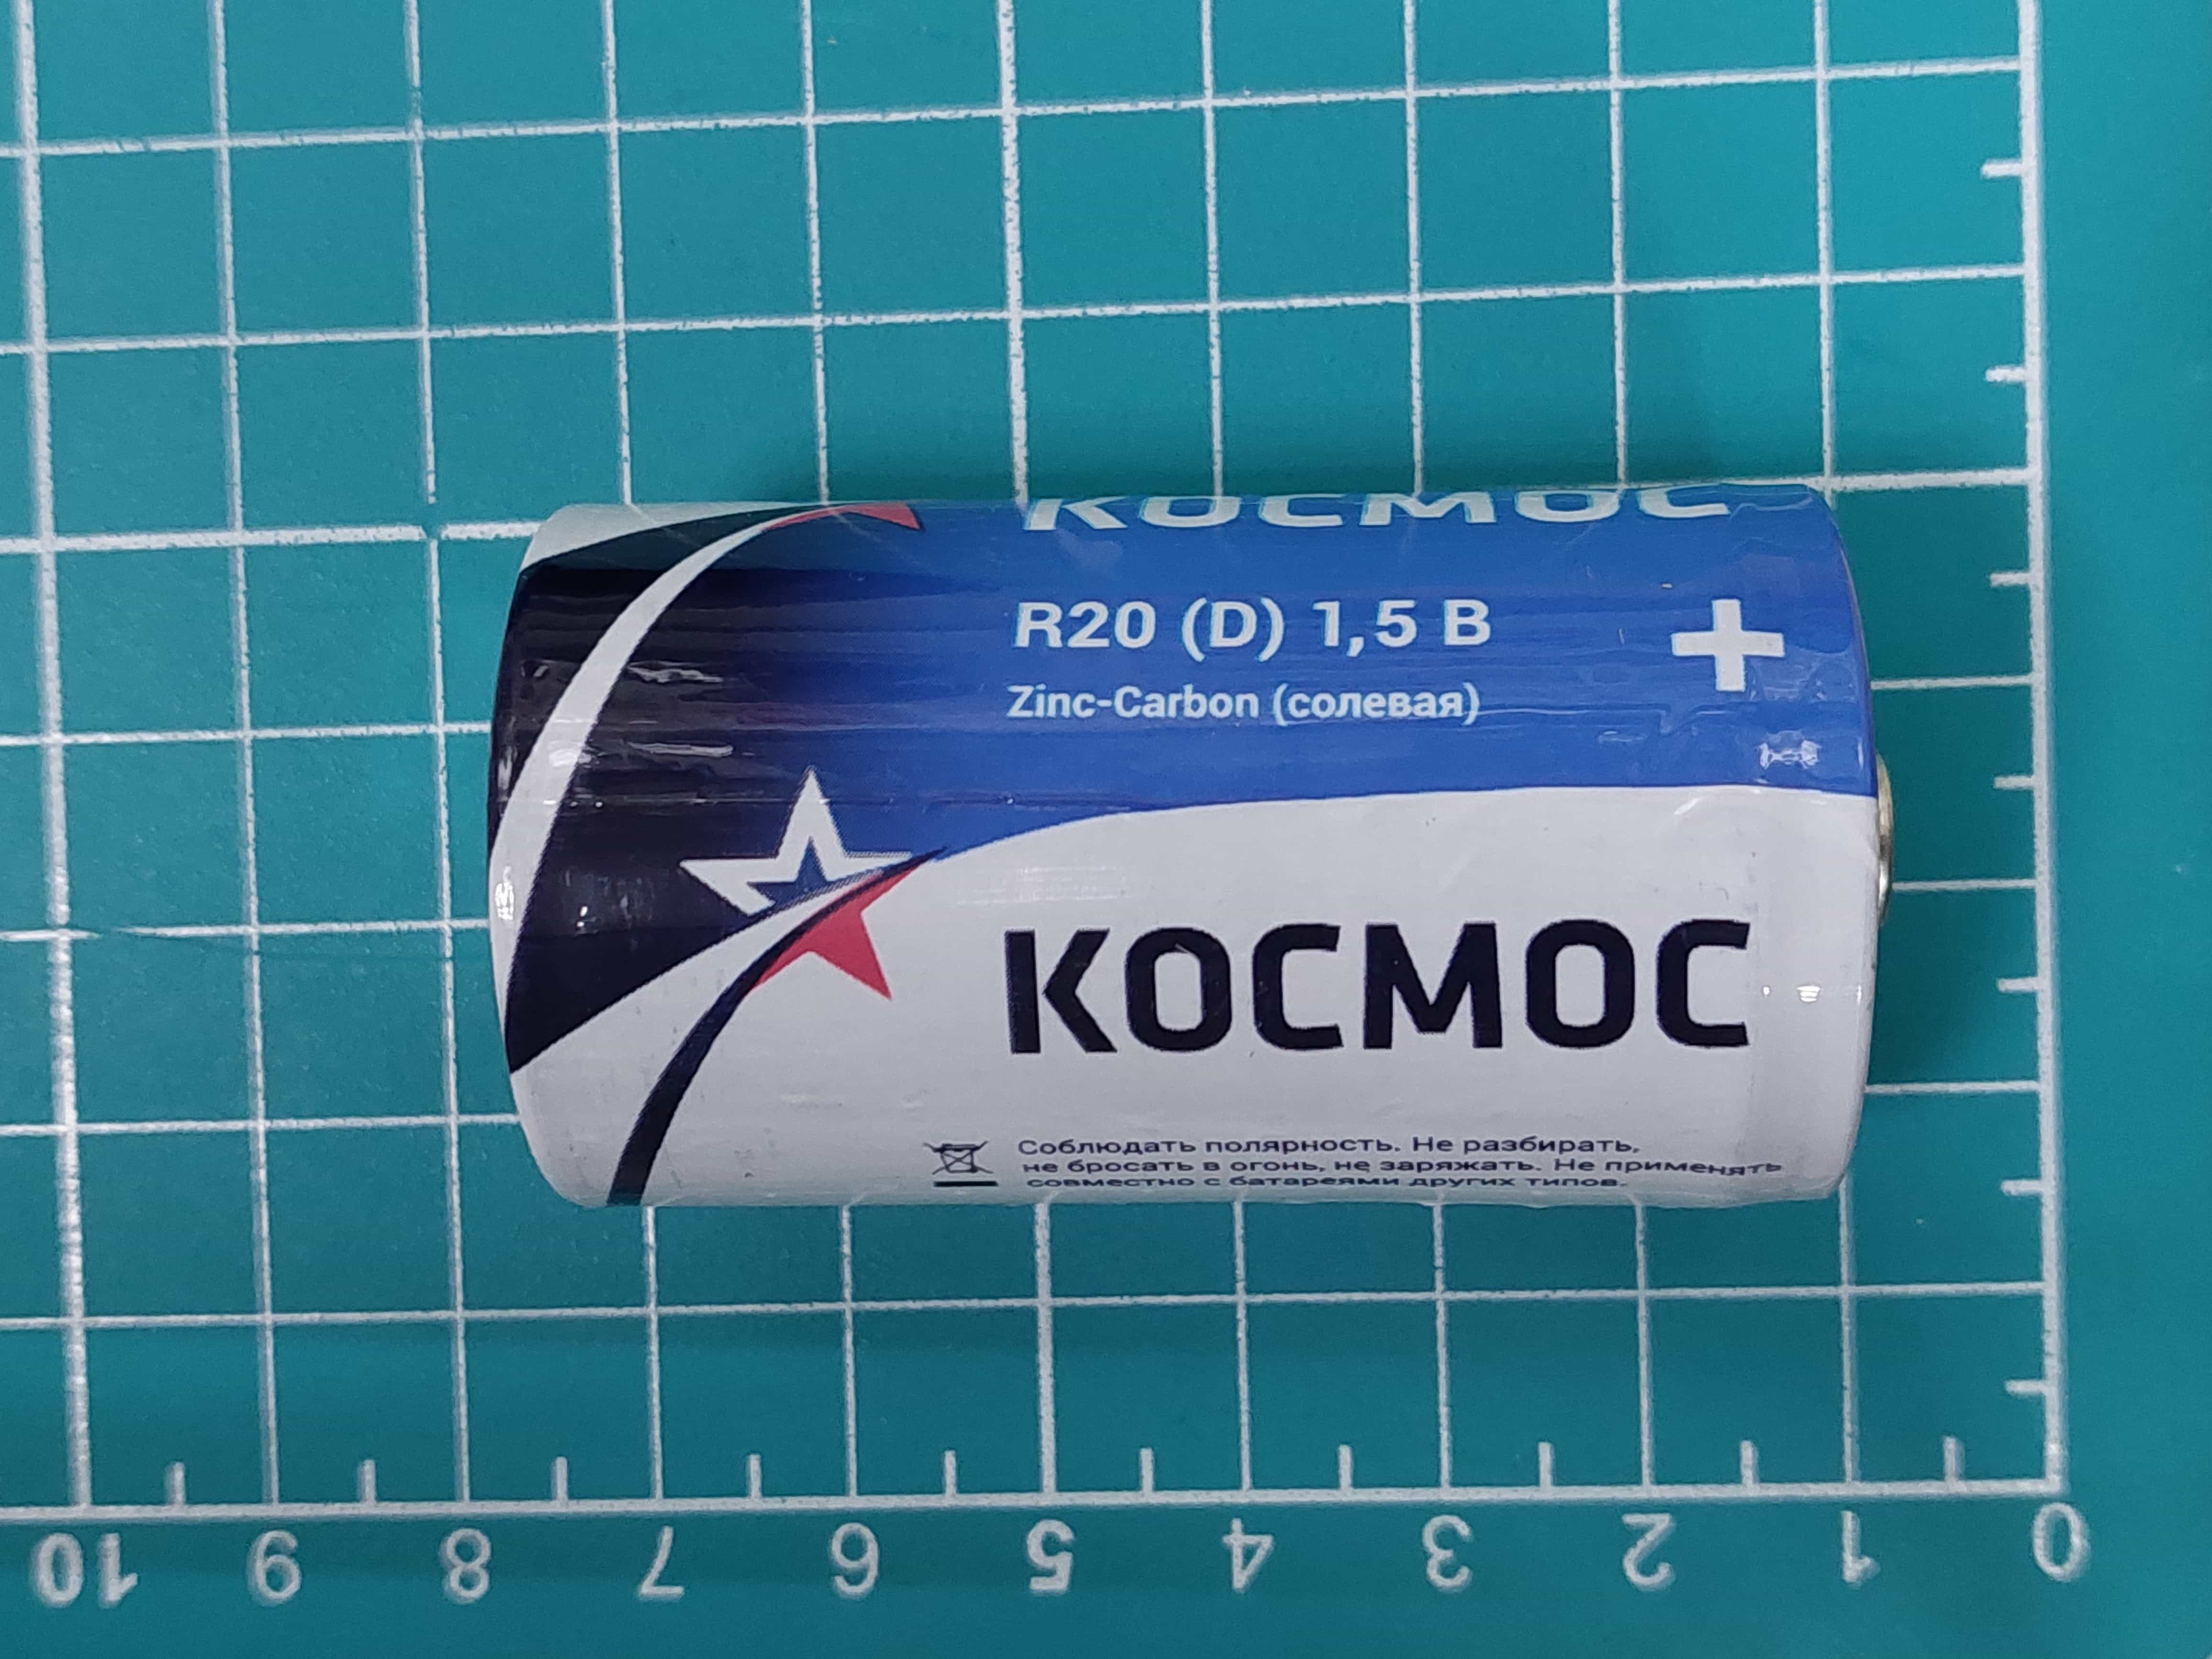 КОСМОС
R20 (D) 1,5 В
Zinc-Carbon (солевая)
КОСМОС
Соблюдать полярность. Не разбирать,
не бросать в огонь, не заряжать. Не применять
совместно с батареями других типов.
10 9 8 7 6 5 4 3 2 1 0